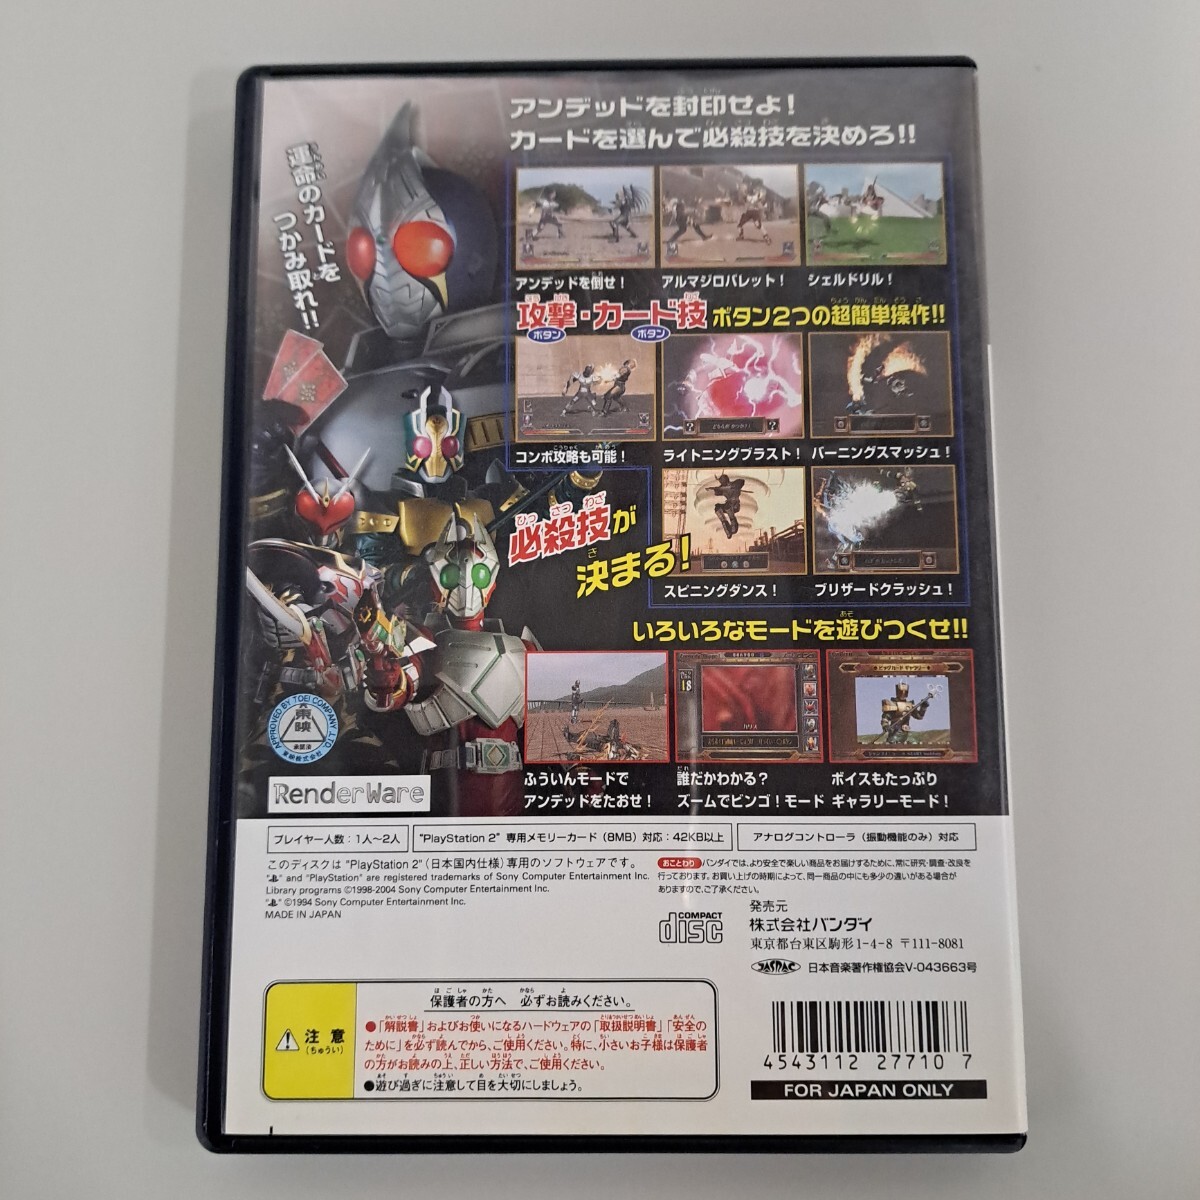 アンデッドを封印せよ!
カードを選んで必殺技を決めろ!!
運命のカードを
つかみ取れ!!
アンデッドを倒せ!
アルマジロバレット!
シェルドリル!
攻撃・カード技 ボタン2つの超簡単操作!!
ボタン ボタン
コンボ攻略も可能!
ライトニングブラスト!
バーニングスマッシュ!
必殺技が
決まる!
スピニングダンス!
ブリザードクラッシュ!
いろいろなモードを遊びつくせ!!
ふういんモードで
アンデッドをたおせ!
誰だかわかる?
ズームでビンゴ!モード
ボイスもたっぷり
ギャラリーモード!
APPROVED BY TOEI COMPANY, LTD.
東映
RenderWare
プレイヤー人数:1人〜2人
"PlayStation 2" 専用メモリーカード(8MB)対応:42KB以上
アナログコントローラ(振動機能のみ)対応
このディスクは "PlayStation 2"(日本国内仕様)専用のソフトウェアです。
" " and "PlayStation" are registered trademarks of Sony Computer Entertainment Inc.
Library programs ©1998-2004 Sony Computer Entertainment Inc.
" " ©1994 Sony Computer Entertainment Inc.
MADE IN JAPAN
おことわり バンダイでは、より安全で楽しい商品をお届けするために、常に研究・調査・改良を
行っております。お買い上げの時期によって、同一商品の中にも多少の違いがある場合が
ありますので、ご了承ください。
COMPACT
disc
発売元
株式会社バンダイ
東京都台東区駒形1-4-8 〒111-8081
JASRAC 日本音楽著作権協会V-043663号
注意
(ちゅうい)
保護者の方へ 必ずお読みください。
●「解説書」およびお使いになるハードウェアの「取扱説明書」「安全の
ために」を必ず読んでから、ご使用ください。特に、小さいお子様は保護者
の方がお読みの上、正しい方法で、ご使用ください。
●遊び過ぎに注意して目を大切にしましょう。
4543112 277107
FOR JAPAN ONLY